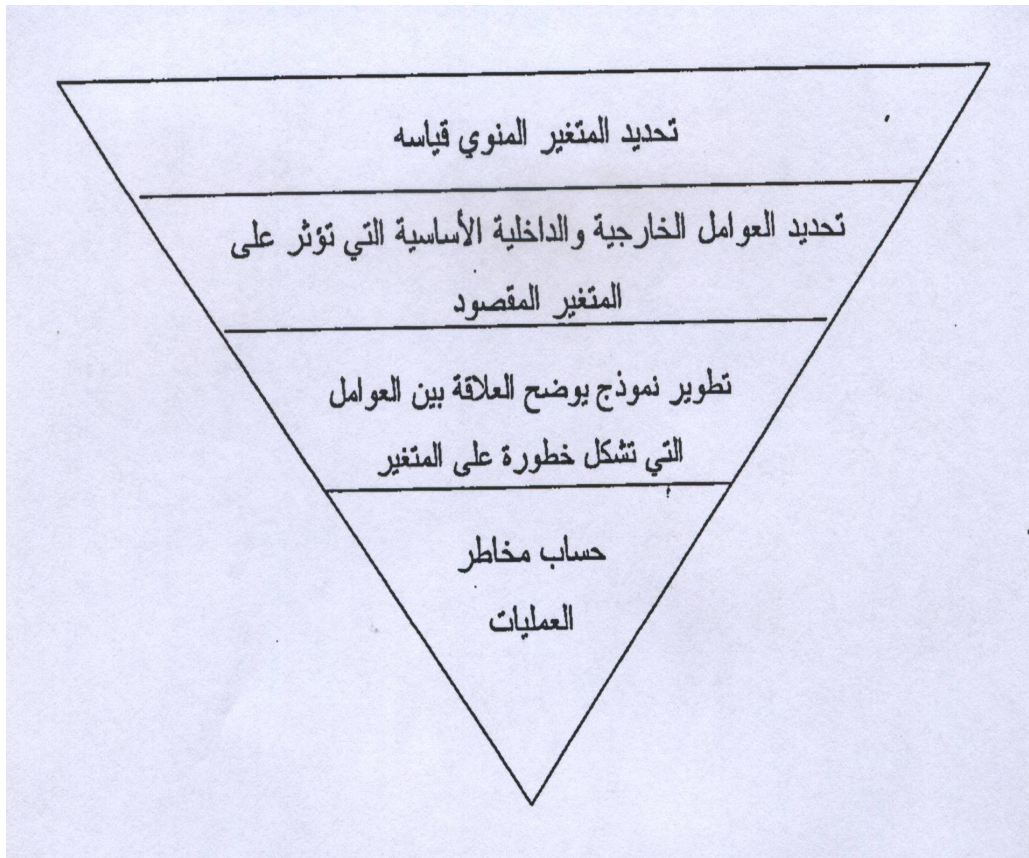 تحديد المتغير المنوي قياسه
تحديد العوامل الخارجية والداخلية الأساسية التي تؤثر على
المتغير المقصود
تطوير نموذج يوضح العلاقة بين العوامل
التي تشكل خطورة على المتغير
حساب مخاطر
العمليات